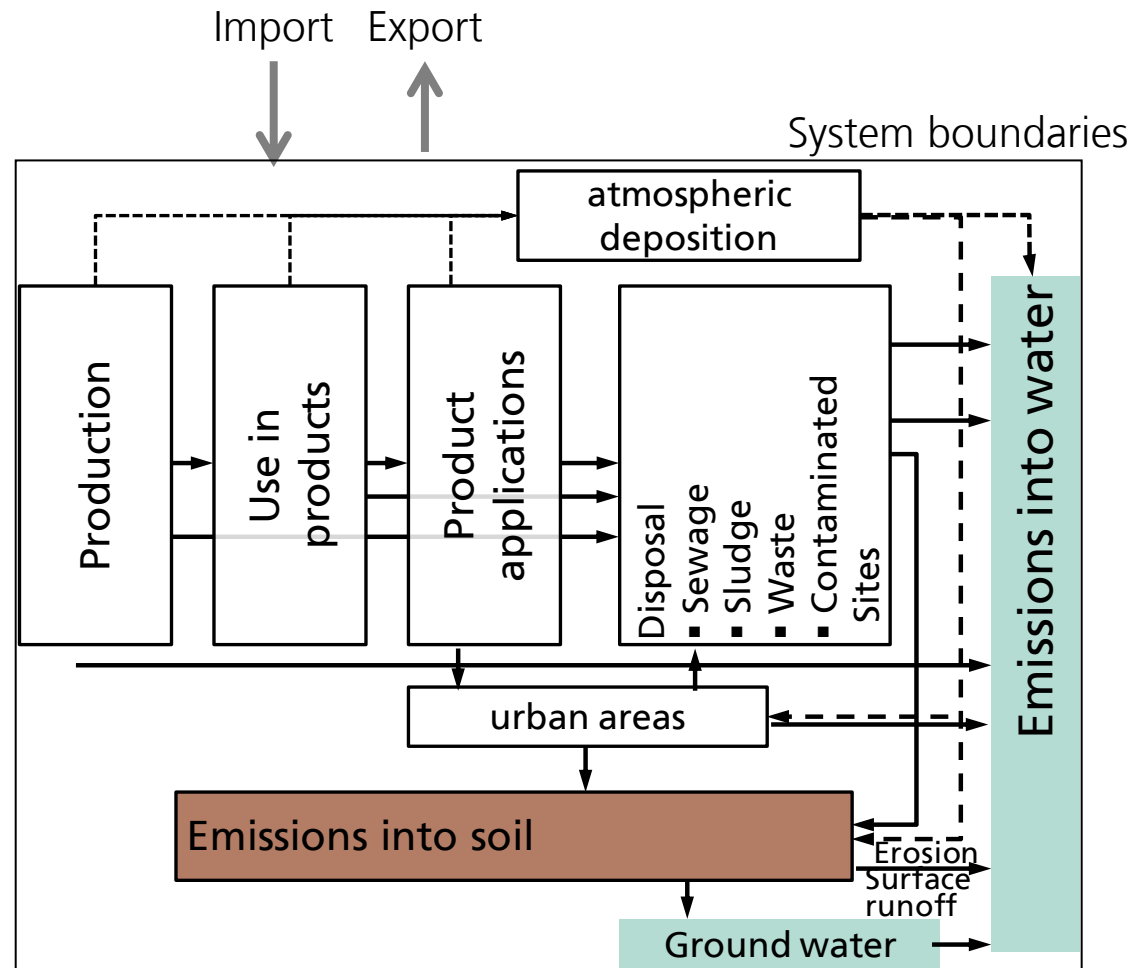 Import Export
System boundaries
atmospheric
deposition
Production
Use in
products
Product
applications
Disposal
▪ Sewage
▪ Sludge
▪ Waste
▪ Contaminated
Sites
Emissions into water
urban areas
Emissions into soil
Erosion
Surface
runoff
Ground water